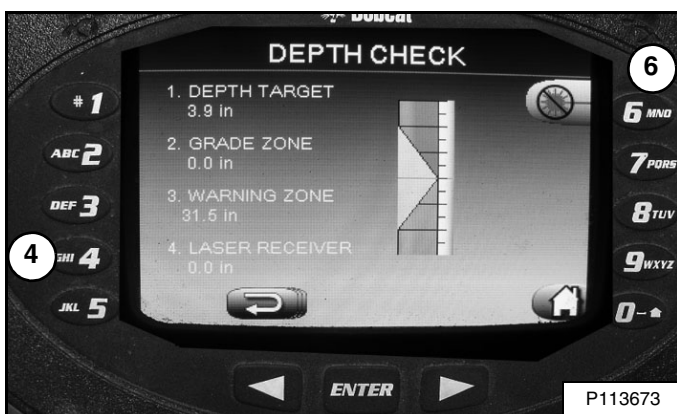 Bobcat
DEPTH CHECK
1. DEPTH TARGET
3.9 in
2. GRADE ZONE
0.0 in
3. WARNING ZONE
31.5 in
4. LASER RECEIVER
0.0 in
# 1
ABC 2
DEF 3
4
GHI 4
JKL 5
6
6 MNO
7 PQRS
8 TUV
9 WXYZ
0-
ENTER
P113673